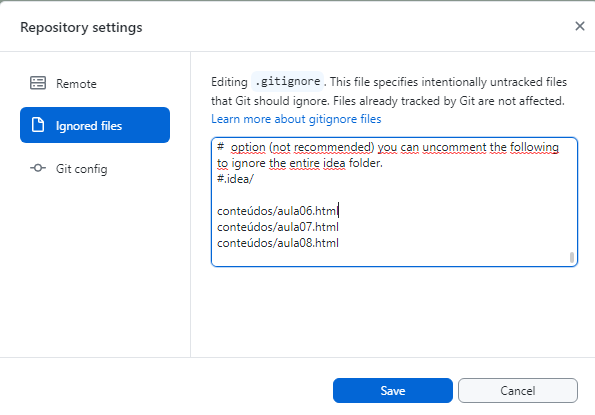 Repository settings
Remote
Ignored files
Git config
Editing .gitignore. This file specifies intentionally untracked files
that Git should ignore. Files already tracked by Git are not affected.
Learn more about gitignore files
#  option (not recommended) you can uncomment the following
to ignore the entire idea folder.
#.idea/
conteúdos/aula06.html
conteúdos/aula07.html
conteúdos/aula08.html
Save
Cancel